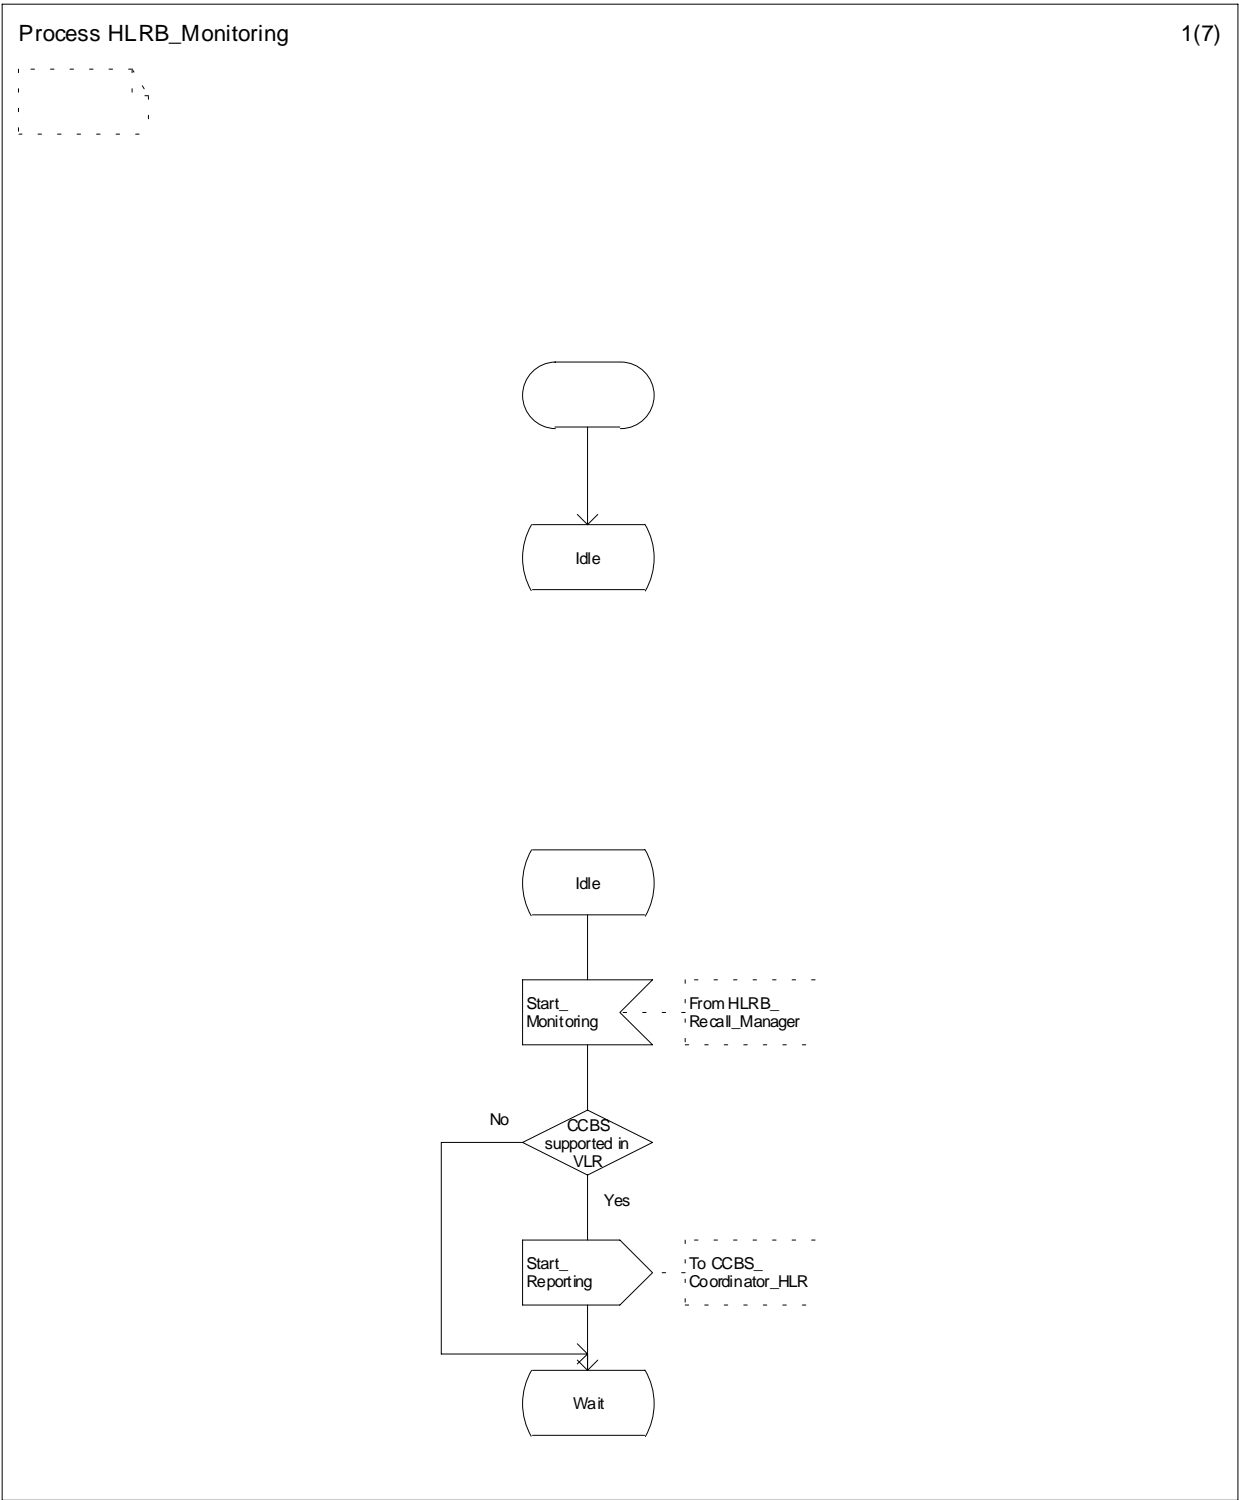 Process HLRB_Monitoring
1(7)
Idle
Idle
Start_
Monitoring
From HLRB_
Recall_Manager
No
CCBS
supported in
VLR
Yes
Start_
Reporting
To CCBS_
Coordinator_HLR
Wait